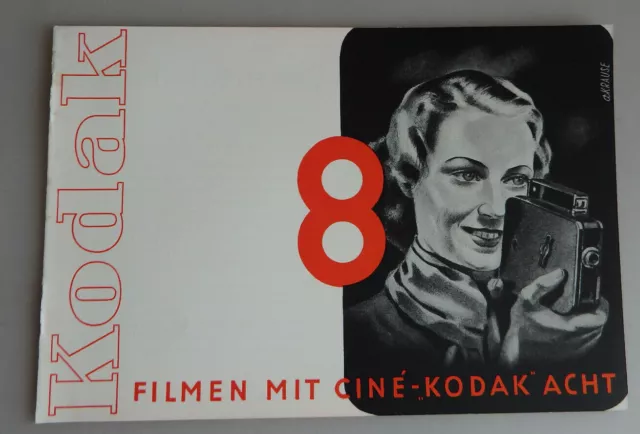 Kodak
8
G.KRAUSE
FILMEN MIT CINÉ-„KODAK" ACHT